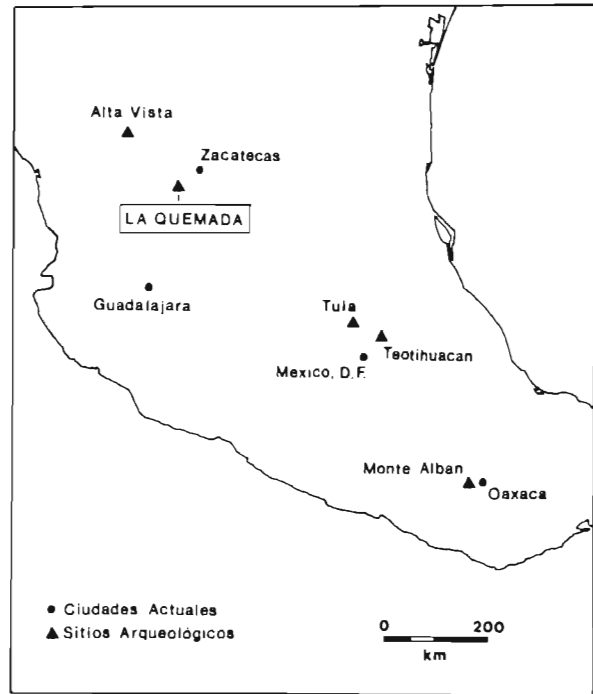 Alta Vista
Zacatecas
LA QUEMADA
Guadalajara
Tula
Teotihuacan
Mexico, D.F.
Monte Alban
Oaxaca
Ciudades Actuales
Sitios Arqueológicos
0 200
km